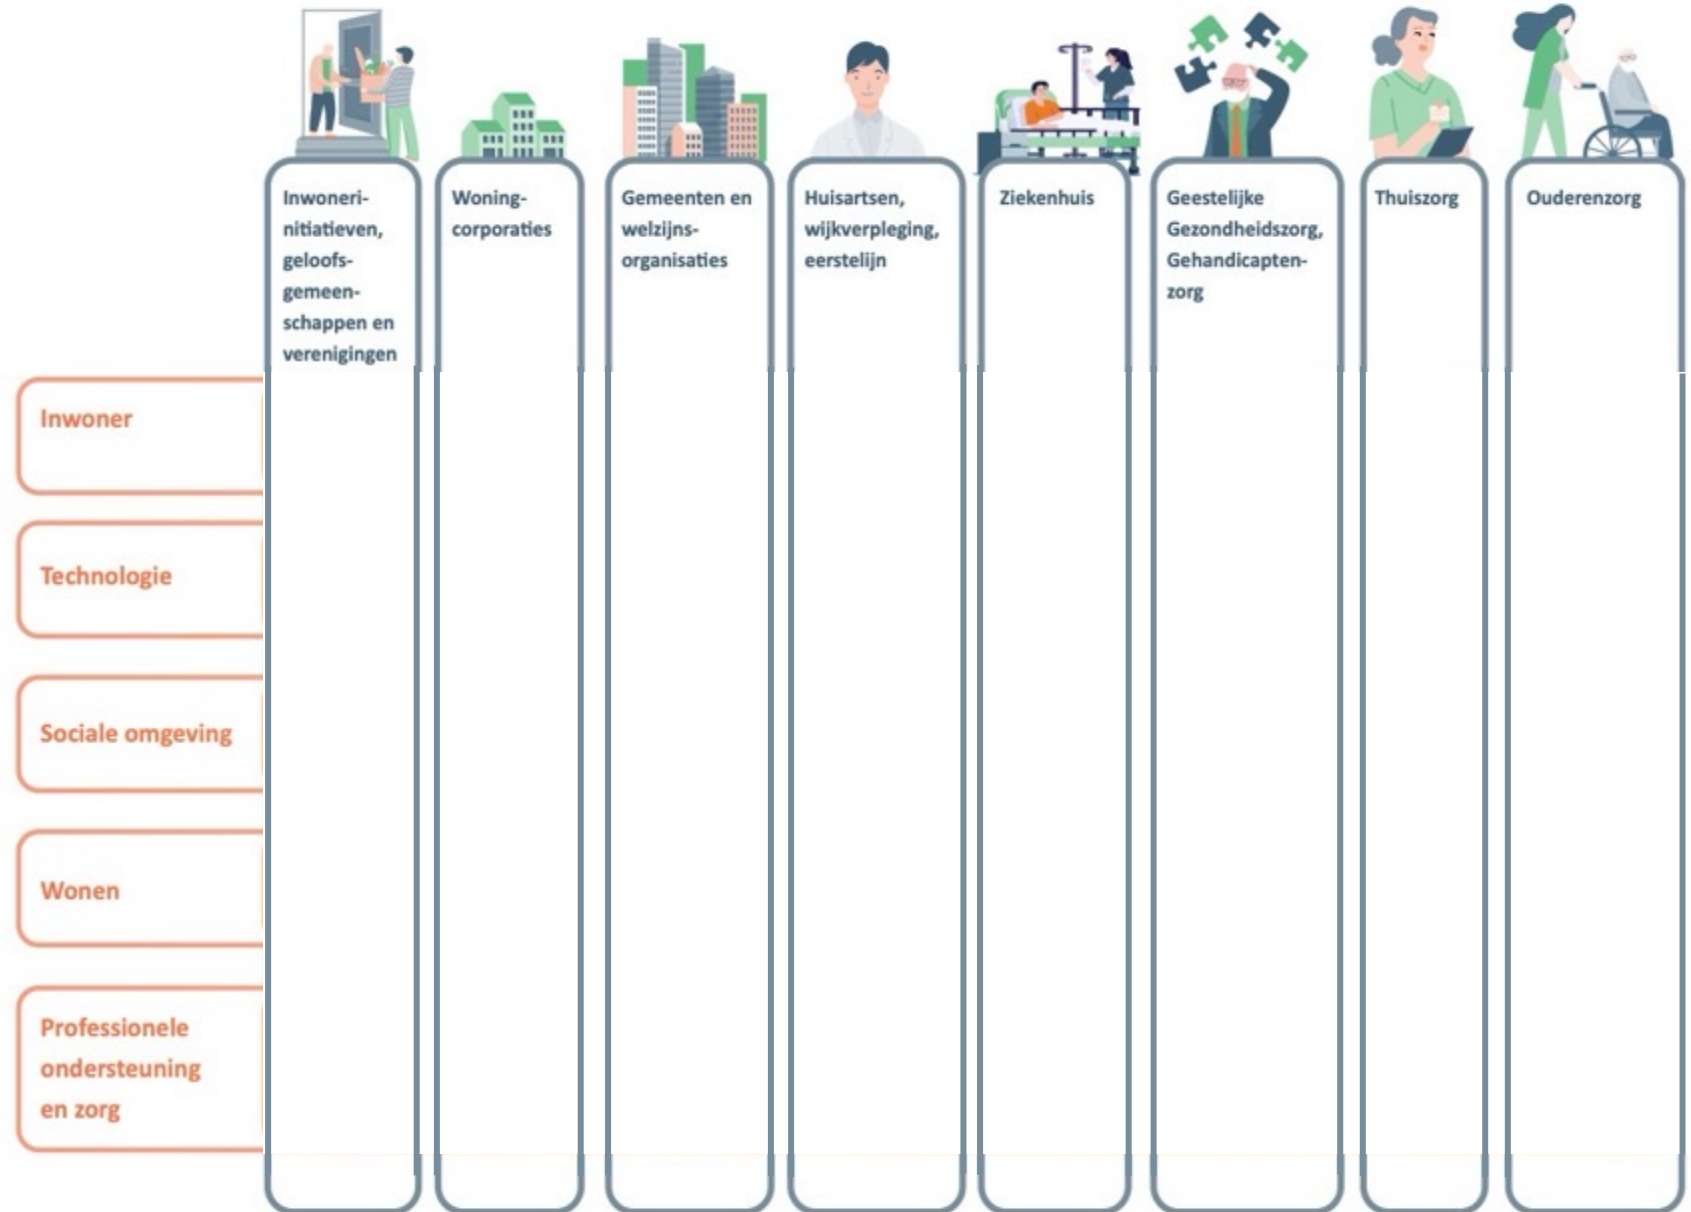 Inwoneri-
nitiatieven,
geloofs-
gemeen-
schappen en
verenigingen
Woning-
corporaties
Gemeenten en
welzijns-
organisaties
Huisartsen,
wijkverpleging,
eerstelijn
Ziekenhuis
Geestelijke
Gezondheidszorg,
Gehandicapten-
zorg
Thuiszorg
Ouderenzorg
Inwoner
Technologie
Sociale omgeving
Wonen
Professionele
ondersteuning
en zorg